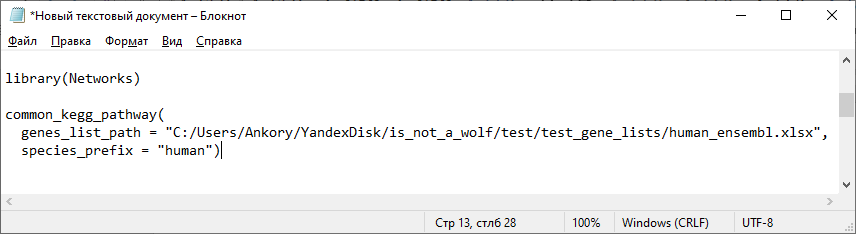 *Новый текстовый документ – Блокнот
Файл Правка Формат Вид Справка
library(Networks)
common_kegg_pathway(
genes_list_path = "C:/Users/Ankory/YandexDisk/is_not_a_wolf/test/test_gene_lists/human_ensembl.xlsx",
species_prefix = "human")
Стр 13, стлб 28 100% Windows (CRLF) UTF-8